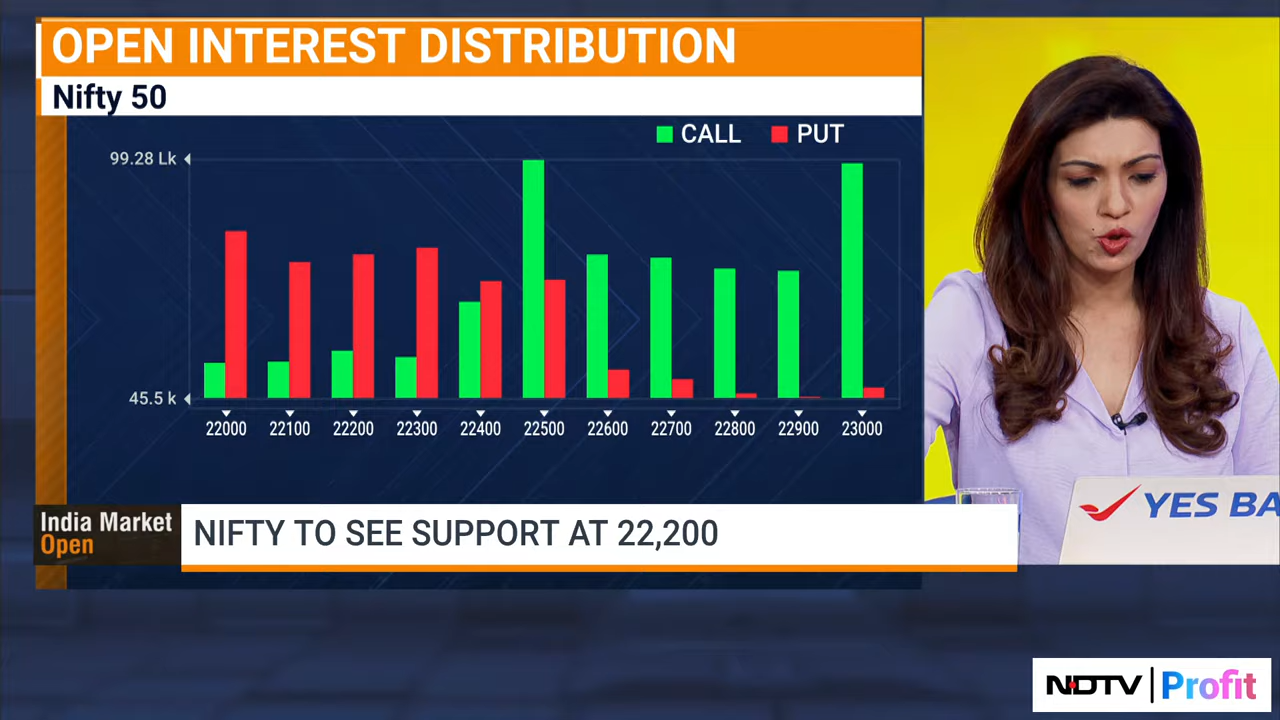 OPEN INTEREST DISTRIBUTION
Nifty 50
CALL PUT
99.28 Lk
45.5 k
22000 22100 22200 22300 22400 22500 22600 22700 22800 22900 23000
India Market
Open
NIFTY TO SEE SUPPORT AT 22,200
YES BA
NDTV Profit